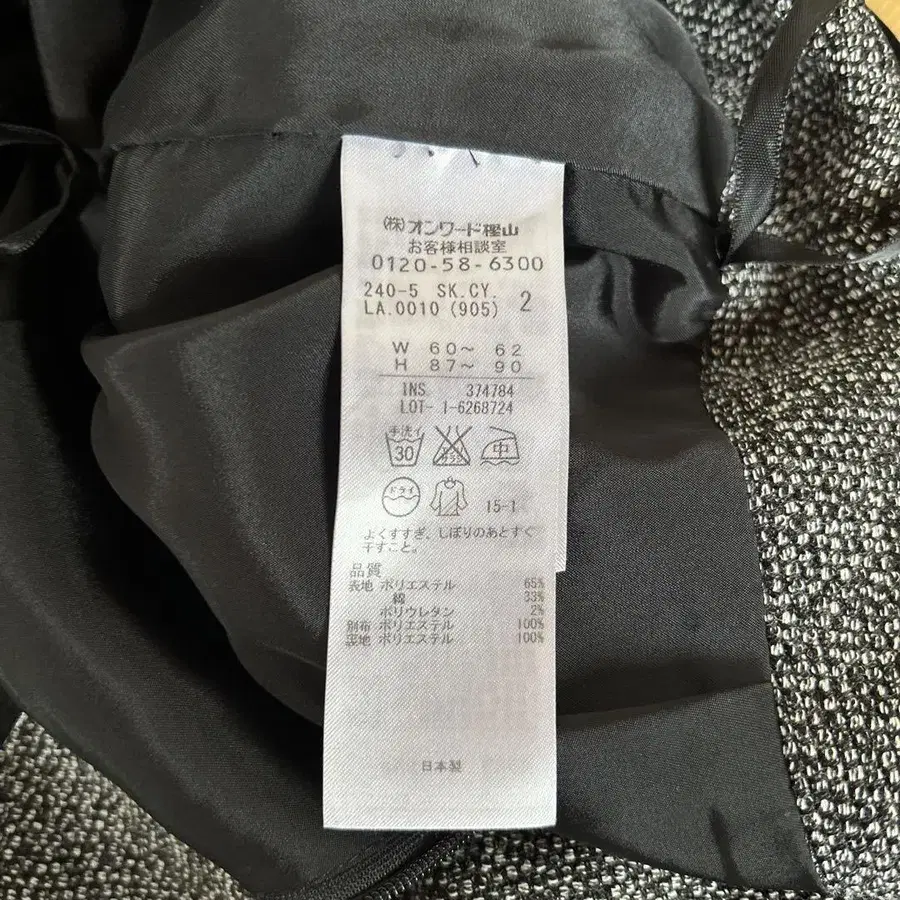 (株)オンワード樫山
お客様相談室
0120-58-6300
240-5 SK.CY. 2
LA.0010 (905)
W 60〜 62
H 87〜 90
INS 374784
LOT- 1-6268724
手洗イ
30
中
ドライ
15-1
よくすすぎ、しぼりのあとすぐ
干すこと。
品質
表地 ポリエステル 65%
綿 33%
ポリウレタン 2%
別布 ポリエステル 100%
裏地 ポリエステル 100%
日本製